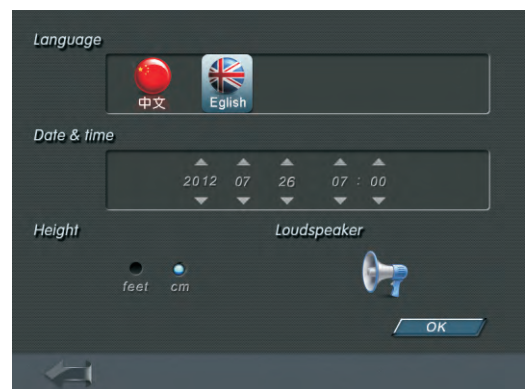 Language
中文 Eglish
Date & time
2012 07 26 07 : 00
Height Loudspeaker
feet cm
OK